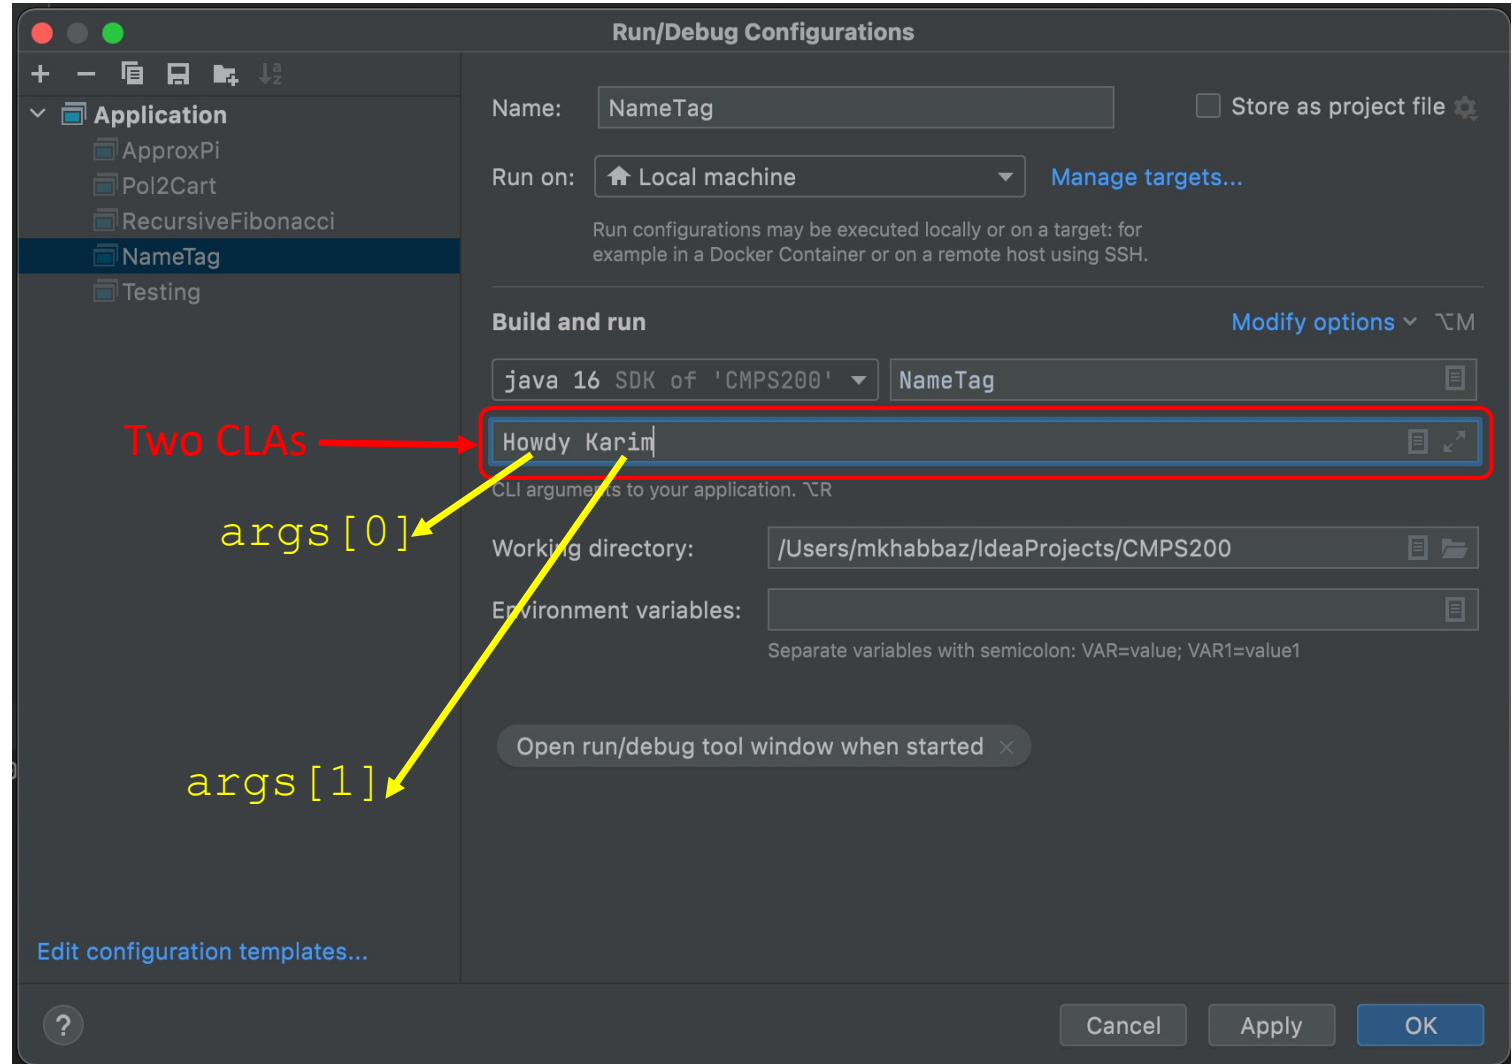 Run/Debug Configurations
Application
ApproxPi
Pol2Cart
RecursiveFibonacci
NameTag
Testing
Edit configuration templates...
Name: NameTag
Store as project file
Run on: Local machine
Manage targets...
Run configurations may be executed locally or on a target: for
example in a Docker Container or on a remote host using SSH.
Build and run
Modify options ⌥M
java 16 SDK of 'CMPS200'
NameTag
Two CLAs
Howdy Karim
CLI arguments to your application. ⌥R
args[0]
Working directory: /Users/mkhabbaz/IdeaProjects/CMPS200
Environment variables:
Separate variables with semicolon: VAR=value; VAR1=value1
Open run/debug tool window when started
args[1]
?
Cancel
Apply
OK